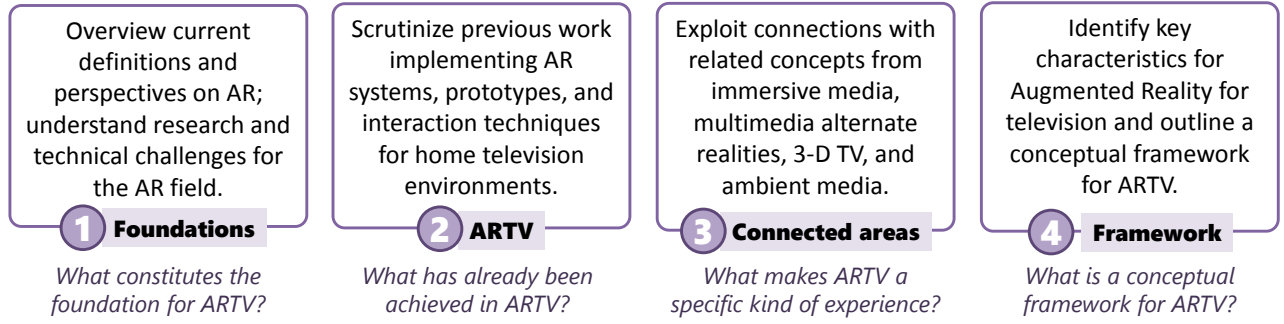 Overview current
definitions and
perspectives on AR;
understand research and
technical challenges for
the AR field.
1 Foundations
What constitutes the
foundation for ARTV?
Scrutinize previous work
implementing AR
systems, prototypes, and
interaction techniques
for home television
environments.
2 ARTV
What has already been
achieved in ARTV?
Exploit connections with
related concepts from
immersive media,
multimedia alternate
realities, 3-D TV, and
ambient media.
3 Connected areas
What makes ARTV a
specific kind of experience?
Identify key
characteristics for
Augmented Reality for
television and outline a
conceptual framework
for ARTV.
4 Framework
What is a conceptual
framework for ARTV?